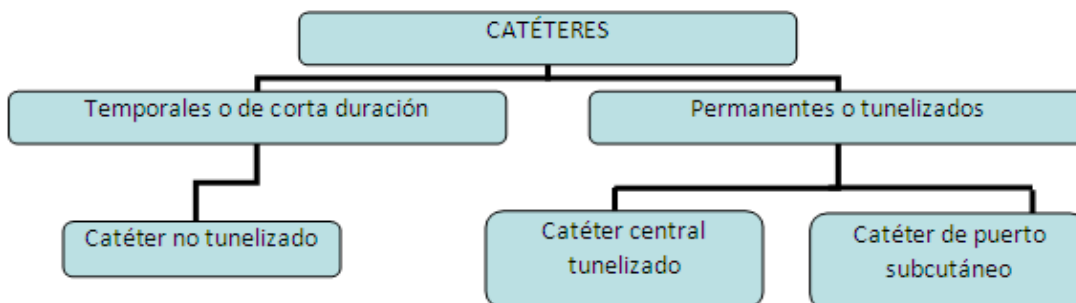 CATÉTERES
Temporales o de corta duración
Permanentes o tunelizados
Catéter no tunelizado
Catéter central
tunelizado
Catéter de puerto
subcutáneo